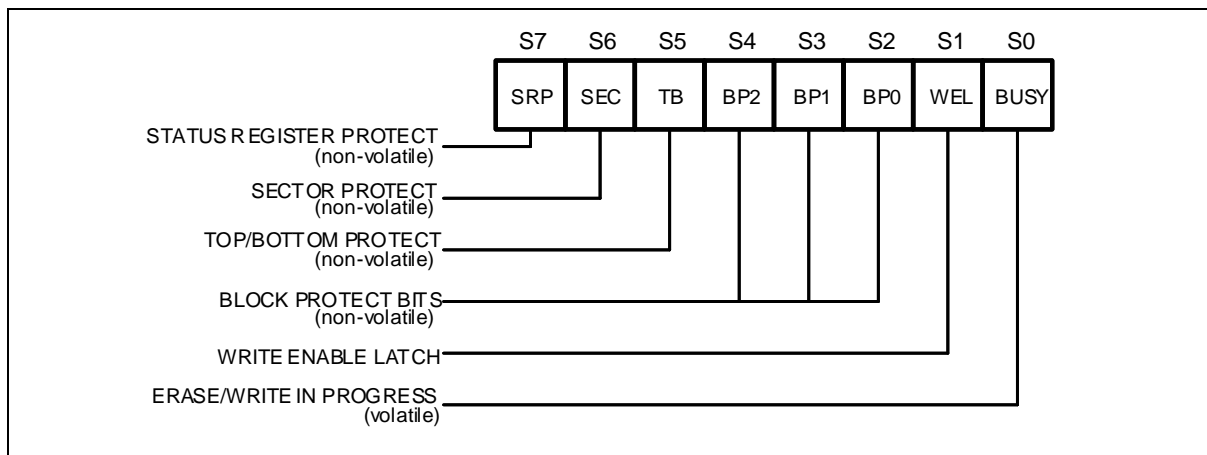 S7 S6 S5 S4 S3 S2 S1 S0
SRP SEC TB BP2 BP1 BP0 WEL BUSY
STATUS REGISTER PROTECT
(non-volatile)
SECTOR PROTECT
(non-volatile)
TOP/BOTTOM PROTECT
(non-volatile)
BLOCK PROTECT BITS
(non-volatile)
WRITE ENABLE LATCH
ERASE/WRITE IN PROGRESS
(volatile)